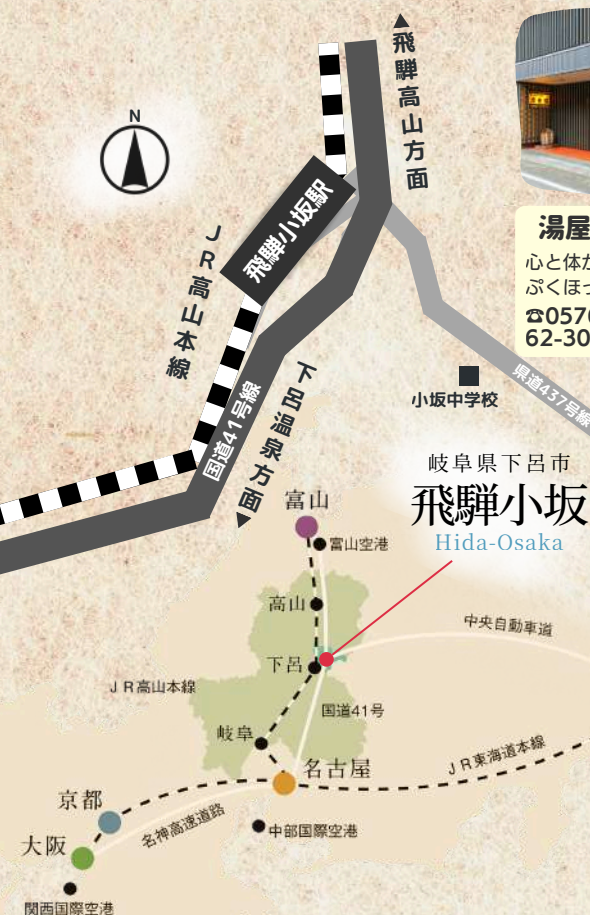 N
飛騨高山方面
飛騨小坂駅
JR高山本線
国道41号線
下呂温泉方面
湯屋
心と体が
ぷくほっ
☎0576
62-30
小坂中学校
県道437号線
岐阜県下呂市
飛騨小坂
Hida-Osaka
富山
富山空港
高山
中央自動車道
下呂
JR高山本線
国道41号
岐阜
名古屋
JR東海道本線
京都
名神高速道路
中部国際空港
大阪
関西国際空港